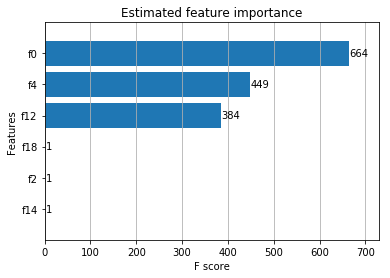 Estimated feature importance
f0 664
f4 449
f12 384
f18 1
f2 1
f14 1
Features
0 100 200 300 400 500 600 700
F score